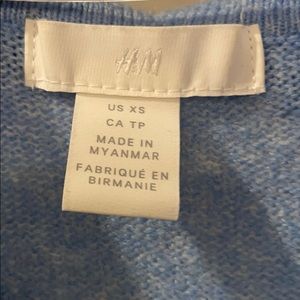 H&M
US XS
CA TP
MADE IN
MYANMAR
FABRIQUÉ EN
BIRMANIE